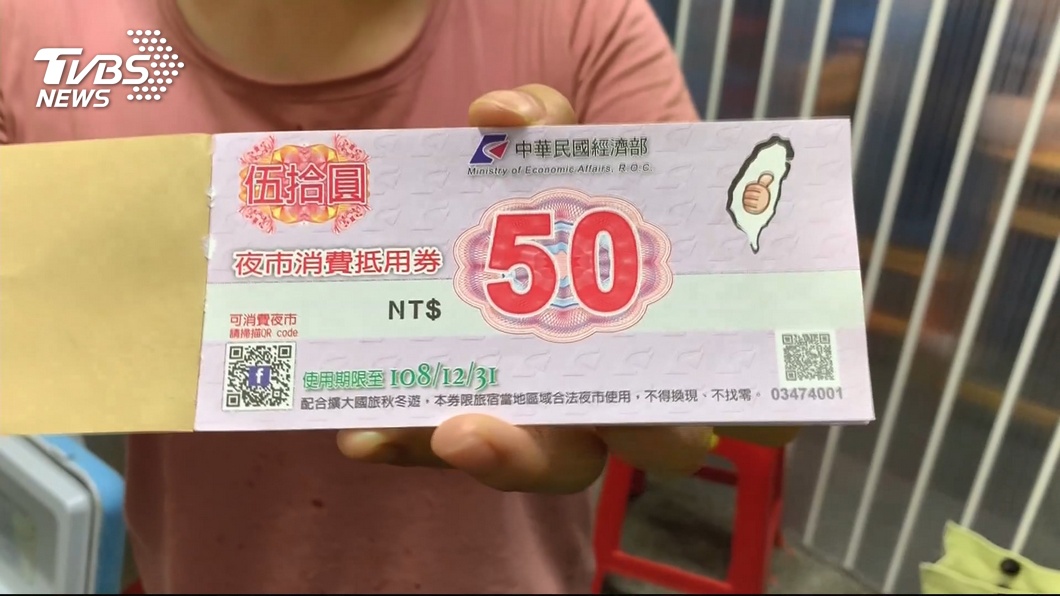 TVBS
NEWS
伍拾圓
中華民國經濟部
Ministry of Economic Affairs, R.O.C.
夜市消費抵用券
NT$
50
可消費夜市
請掃描QR code
使用期限至 108/12/31
配合擴大國旅秋冬遊，本券限旅宿當地區域合法夜市使用，不得換現、不找零。
03474001